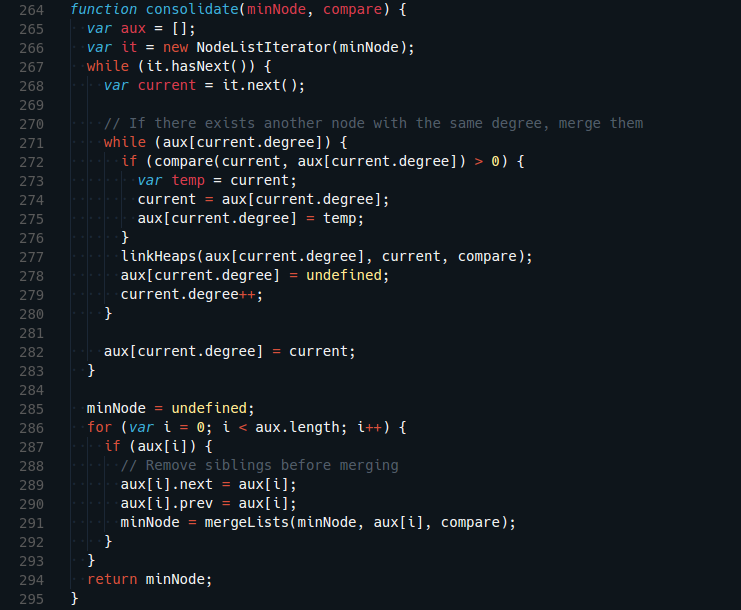 264 function consolidate(minNode, compare) {
265   var aux = [];
266   var it = new NodeListIterator(minNode);
267   while (it.hasNext()) {
268     var current = it.next();
269
270     // If there exists another node with the same degree, merge them
271     while (aux[current.degree]) {
272       if (compare(current, aux[current.degree]) > 0) {
273         var temp = current;
274         current = aux[current.degree];
275         aux[current.degree] = temp;
276       }
277       linkHeaps(aux[current.degree], current, compare);
278       aux[current.degree] = undefined;
279       current.degree++;
280     }
281
282     aux[current.degree] = current;
283   }
284
285   minNode = undefined;
286   for (var i = 0; i < aux.length; i++) {
287     if (aux[i]) {
288       // Remove siblings before merging
289       aux[i].next = aux[i];
290       aux[i].prev = aux[i];
291       minNode = mergeLists(minNode, aux[i], compare);
292     }
293   }
294   return minNode;
295 }